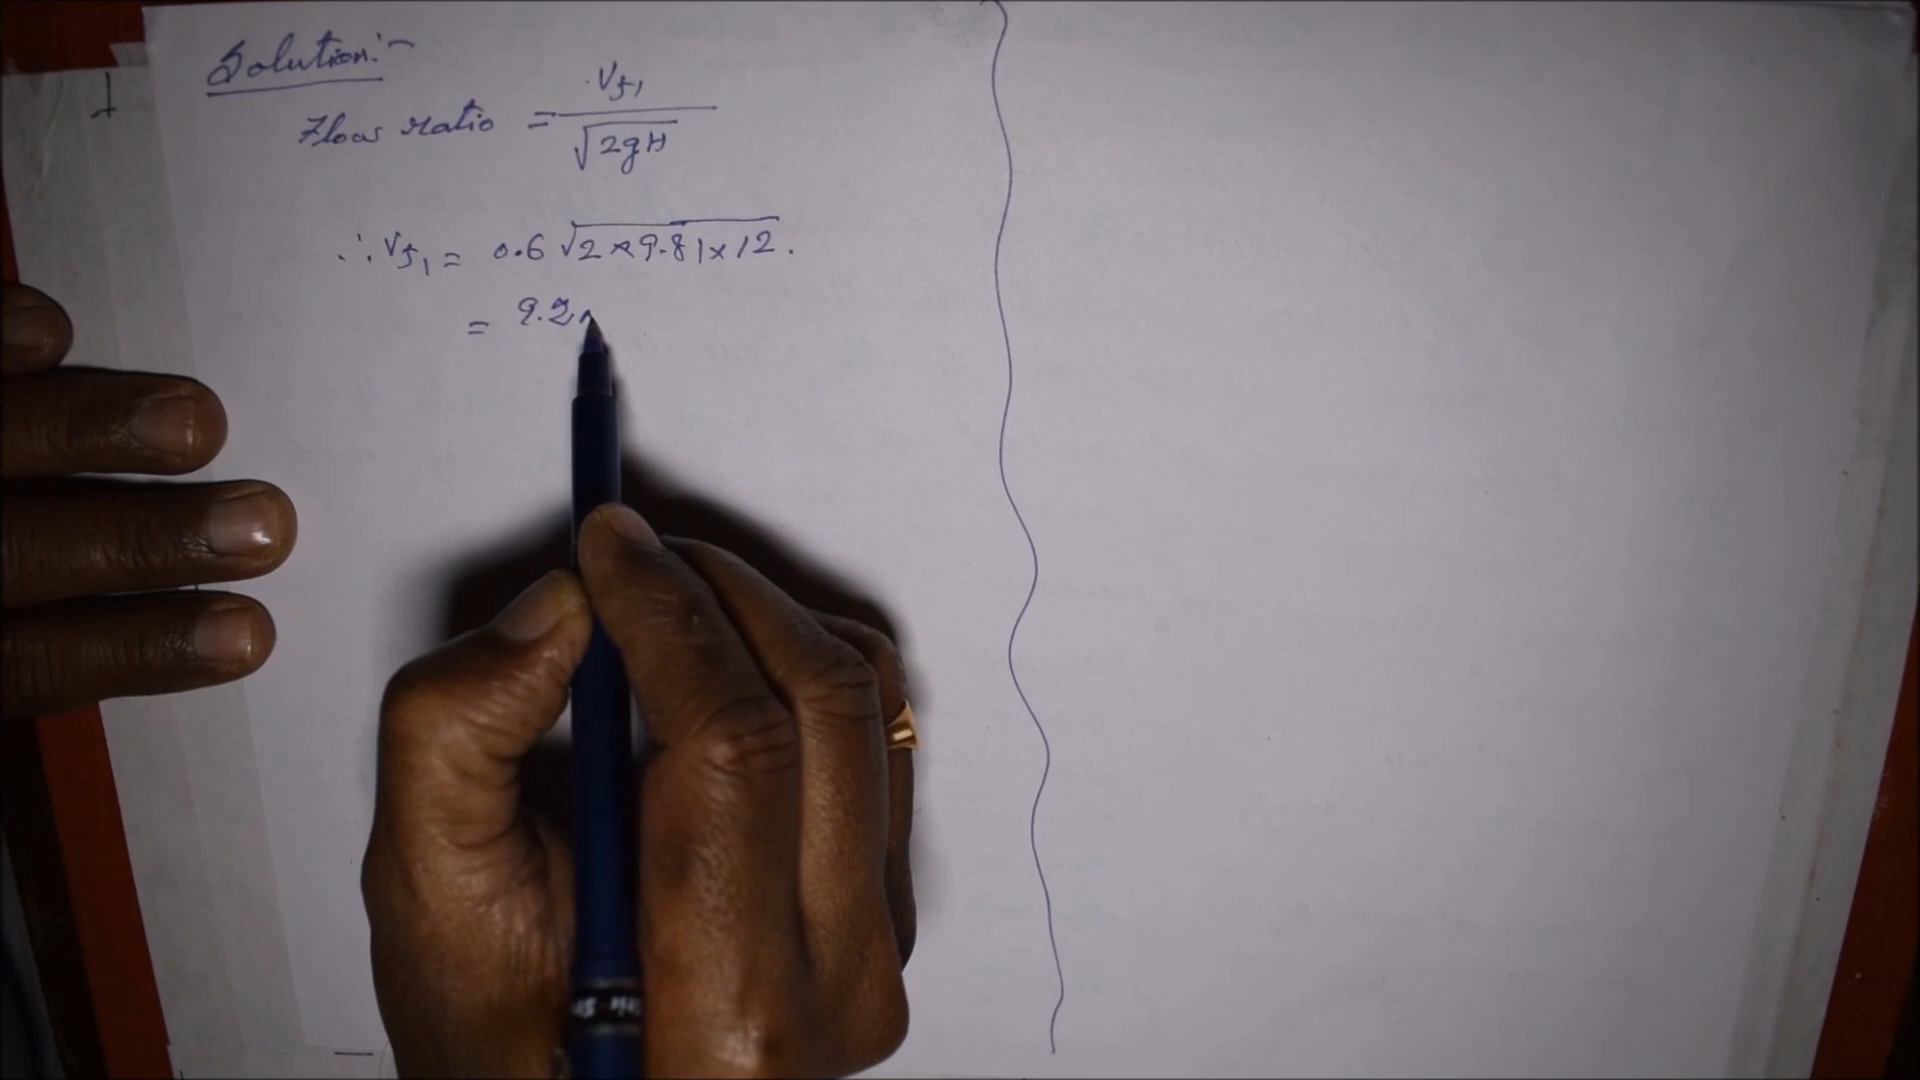 Solution:-
Flow ratio = Vf1 / √2gH
∴ Vf1 = 0.6 √2×9.81×12.
= 9.2